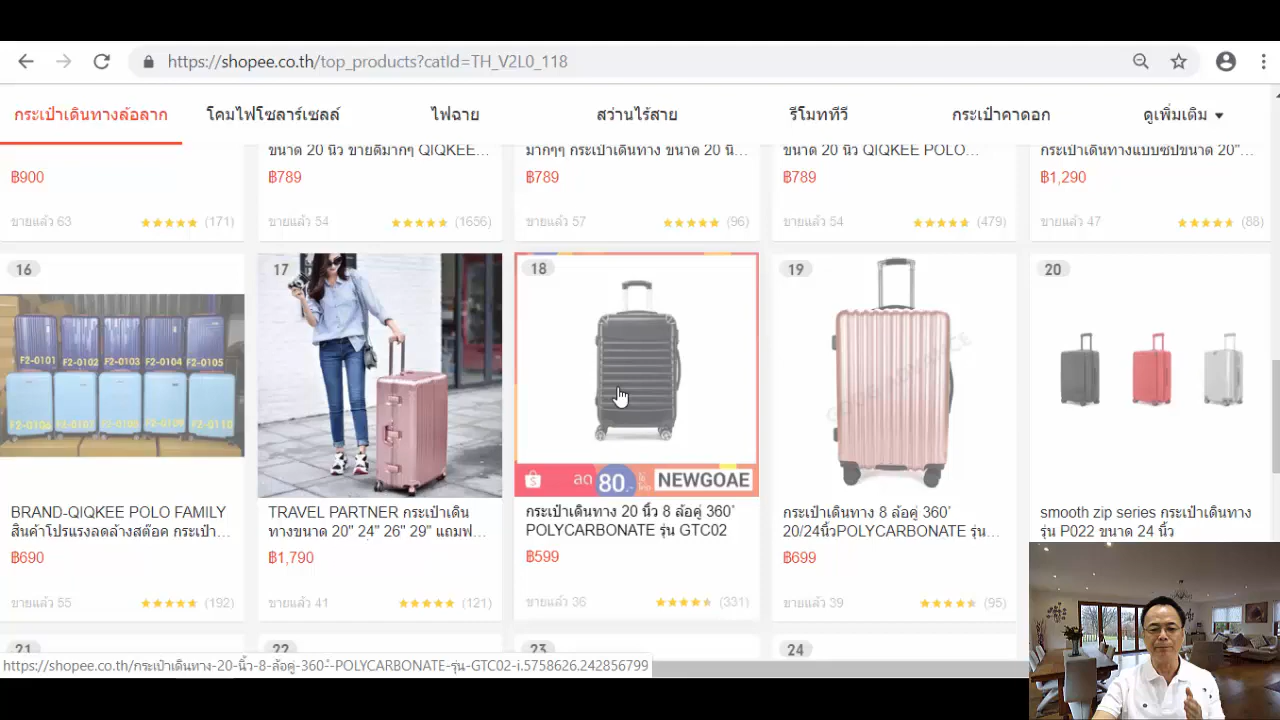 https://shopee.co.th/top_products?catId=TH_V2L0_118
กระเป๋าเดินทางล้อลาก
โคมไฟโซลาร์เซลล์
ไฟฉาย
สว่านไร้สาย
รีโมททีวี
กระเป๋าคาดอก
ดูเพิ่มเติม
ขนาด 20 นิ้ว ขายดีมากๆ QIQKEE...
มากๆๆ กระเป๋าเดินทาง ขนาด 20 นิ้...
ขนาด 20 นิ้ว QIQKEE POLO...
กระเป๋าเดินทางแบบซิปขนาด 20"...
฿900
฿789
฿789
฿789
฿1,290
ขายแล้ว 63
(171)
ขายแล้ว 54
(1656)
ขายแล้ว 57
(96)
ขายแล้ว 54
(479)
ขายแล้ว 47
(88)
16
17
18
19
20
F2-0101 F2-0102 F2-0103 F2-0104 F2-0105
F2-0106 F2-0110
ลด 80.- NEWGOAE
BRAND-QIQKEE POLO FAMILY
สินค้าโปรแรงลดล้างสต๊อค กระเป๋า...
฿690
ขายแล้ว 55
(192)
TRAVEL PARTNER กระเป๋าเดิน
ทางขนาด 20" 24" 26" 29" แถมฟ...
฿1,790
ขายแล้ว 41
(121)
กระเป๋าเดินทาง 20 นิ้ว 8 ล้อคู่ 360˚
POLYCARBONATE รุ่น GTC02
฿599
ขายแล้ว 36
(331)
กระเป๋าเดินทาง 8 ล้อคู่ 360˚
20/24นิ้วPOLYCARBONATE รุ่น...
฿699
ขายแล้ว 39
(95)
smooth zip series กระเป๋าเดินทาง
รุ่น P022 ขนาด 24 นิ้ว
21
22
23
24
https://shopee.co.th/กระเป๋าเดินทาง-20-นิ้ว-8-ล้อคู่-360˚-POLYCARBONATE-รุ่น-GTC02-i.5758626.242856799